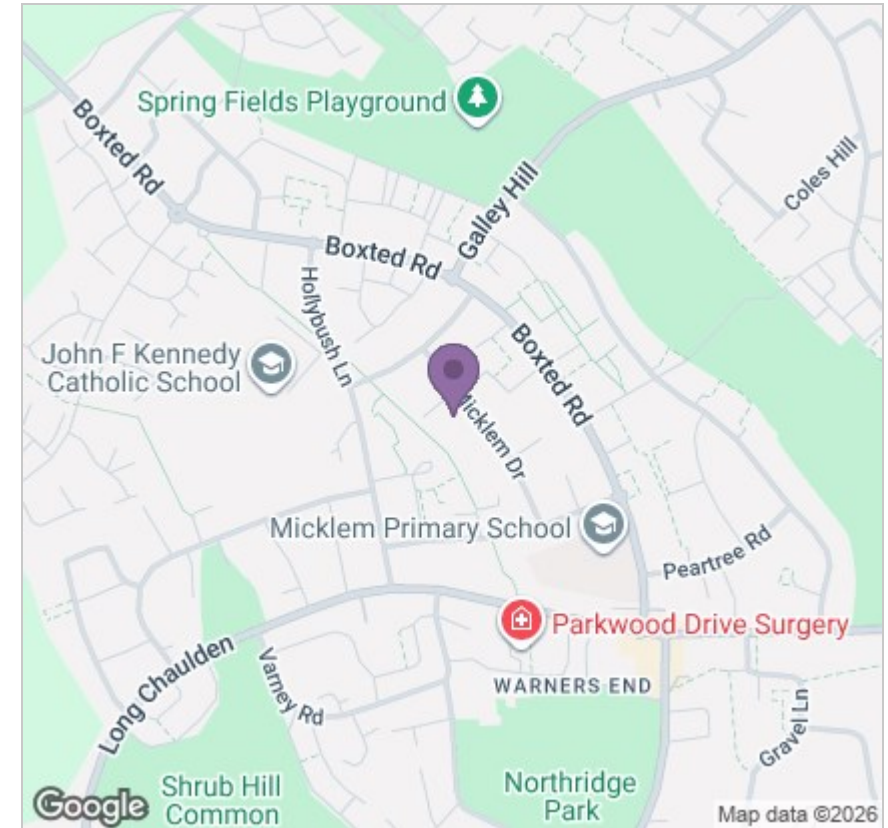 Spring Fields Playground
Boxted Rd
Galley Hill
Coles Hill
Boxted Rd
Hollybush Ln
John F Kennedy
Catholic School
Boxted Rd
Micklem Dr
Micklem Primary School
Peartree Rd
Parkwood Drive Surgery
Long Chaulden
Varney Rd
WARNERS END
Gravel Ln
Shrub Hill
Common
Northridge
Park
Google
Map data ©2026